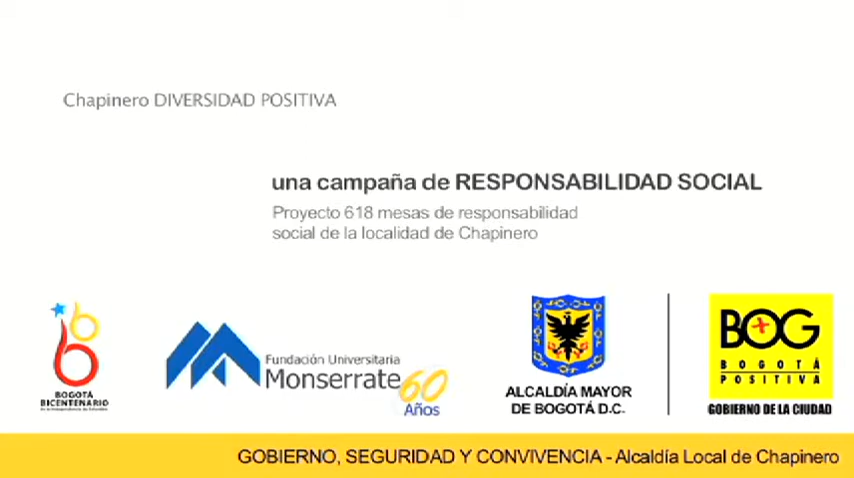 Chapinero DIVERSIDAD POSITIVA
una campaña de RESPONSABILIDAD SOCIAL
Proyecto 618 mesas de responsabilidad
social de la localidad de Chapinero
BOGOTÁ
BICENTENARIO
Fundación Universitaria
Monserrate
60
Años
ALCALDÍA MAYOR
DE BOGOTÁ D.C.
BOG
BOGOTÁ
POSITIVA
GOBIERNO DE LA CIUDAD
GOBIERNO, SEGURIDAD Y CONVIVENCIA - Alcaldía Local de Chapinero